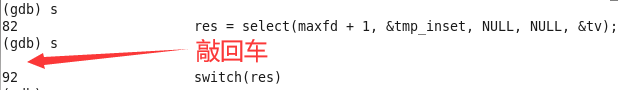 (gdb) s
82 res = select(maxfd + 1, &tmp_inset, NULL, NULL, &tv);
(gdb) s
敲回车
92 switch(res)